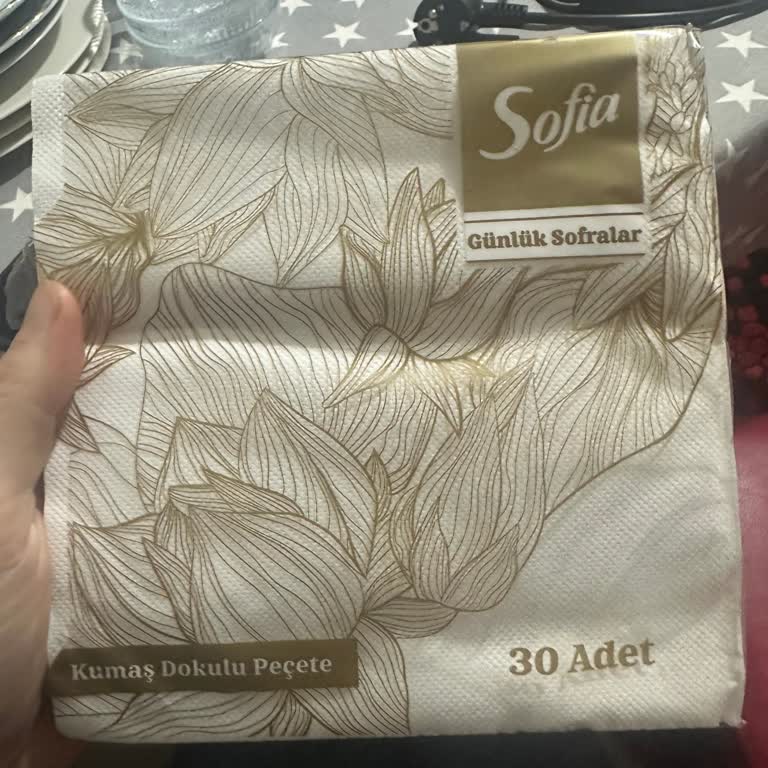 Sofia
Günlük Sofralar
Kumaş Dokulu Peçete
30 Adet